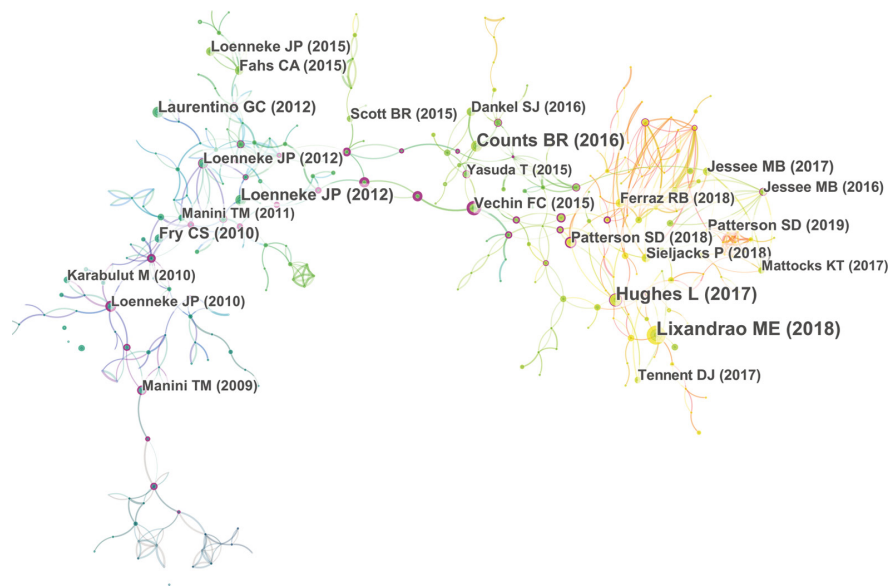 Loenneke JP (2015)
Fahs CA (2015)
Laurentino GC (2012)
Scott BR (2015)
Dankel SJ (2016)
Counts BR (2016)
Loenneke JP (2012)
Yasuda T (2015)
Jessee MB (2017)
Loenneke JP (2012)
Jessee MB (2016)
Ferraz RB (2018)
Vechin FC (2015)
Manini TM (2011)
Patterson SD (2019)
Fry CS (2010)
Patterson SD (2018)
Sieljacks P (2018)
Mattocks KT (2017)
Karabulut M (2010)
Loenneke JP (2010)
Hughes L (2017)
Lixandrao ME (2018)
Tennent DJ (2017)
Manini TM (2009)